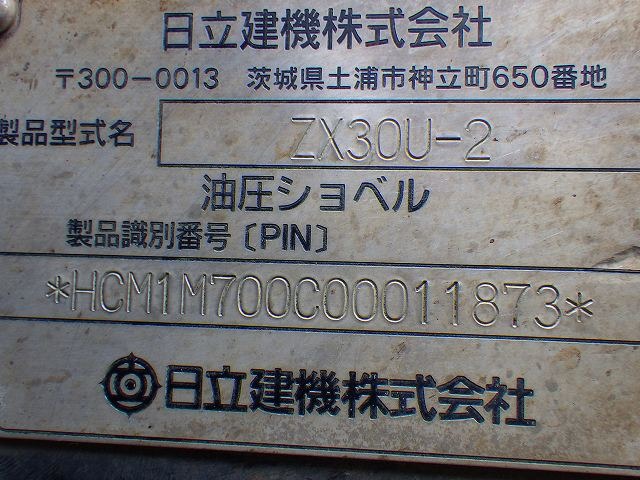 日立建機株式会社
〒300-0013 茨城県土浦市神立町650番地
製品型式名 ZX30U-2
油圧ショベル
製品識別番号〔PIN〕
*HCM1M700C00011873*
日立建機株式会社